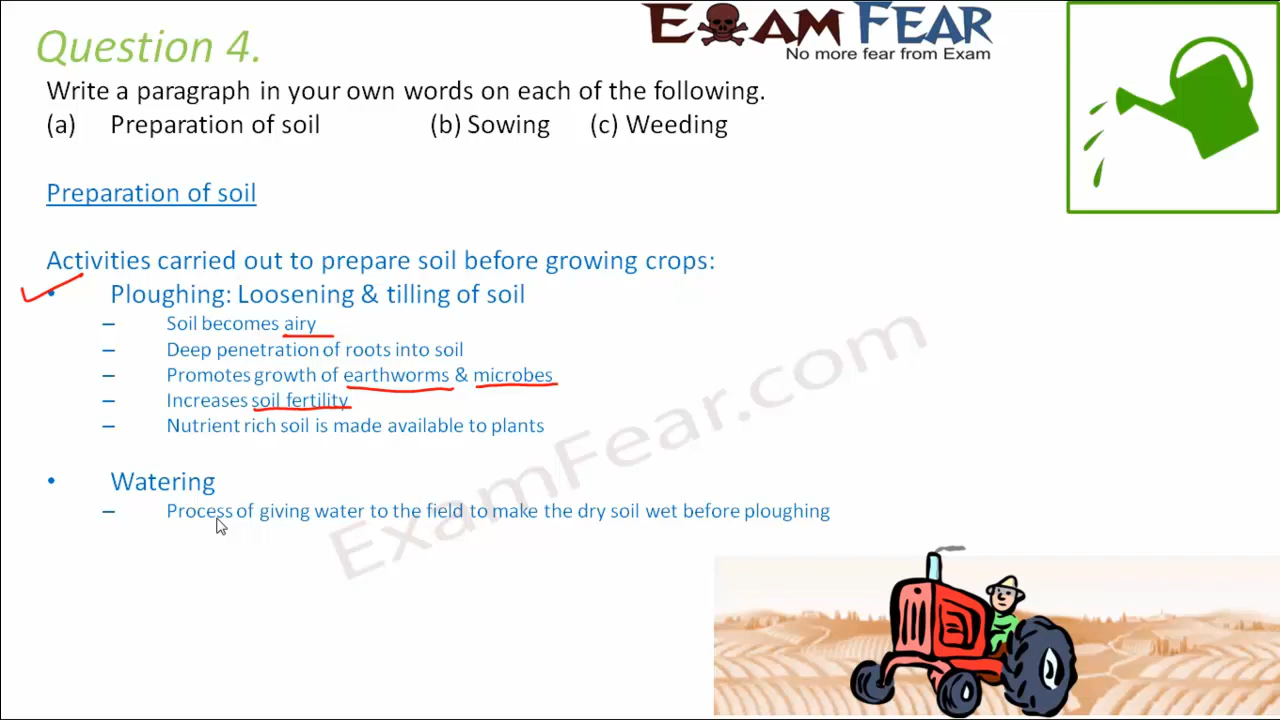 Question 4.
EXAM FEAR
No more fear from Exam
Write a paragraph in your own words on each of the following.
(a) Preparation of soil (b) Sowing (c) Weeding
Preparation of soil
Activities carried out to prepare soil before growing crops:
• Ploughing: Loosening & tilling of soil
– Soil becomes airy
– Deep penetration of roots into soil
– Promotes growth of earthworms & microbes
– Increases soil fertility
– Nutrient rich soil is made available to plants
• Watering
– Process of giving water to the field to make the dry soil wet before ploughing
ExamFear.com